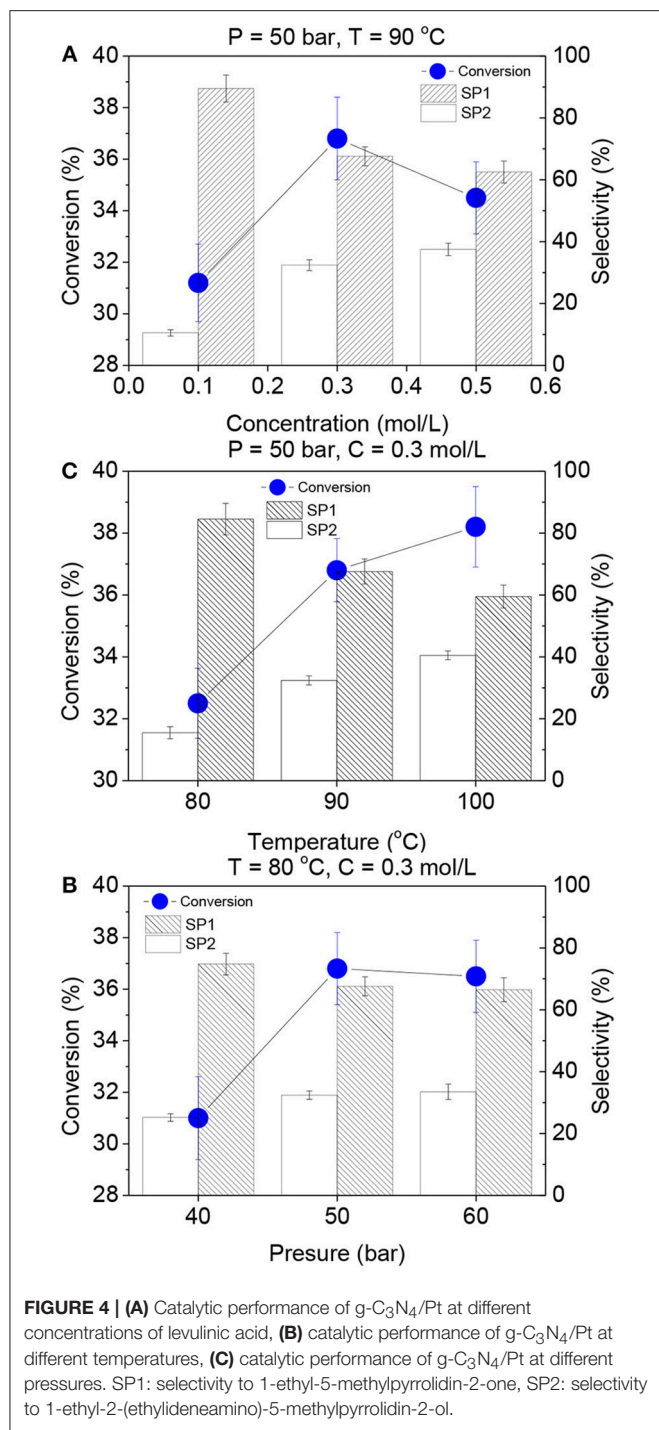 P = 50 bar, T = 90 °C
A
Conversion
SP1
SP2
40
38
36
34
32
30
28
Conversion (%)
100
80
60
40
20
0
Selectivity (%)
0.0 0.1 0.2 0.3 0.4 0.5 0.6
Concentration (mol/L)
P = 50 bar, C = 0.3 mol/L
C
Conversion
SP1
SP2
40
38
36
34
32
30
Conversion (%)
100
80
60
40
20
0
Selectivity (%)
80 90 100
Temperature (°C)
T = 80 °C, C = 0.3 mol/L
B
Conversion
SP1
SP2
40
38
36
34
32
30
28
Conversion (%)
100
80
60
40
20
0
Selectivity (%)
40 50 60
Presure (bar)
FIGURE 4 | (A) Catalytic performance of g-C₃N₄/Pt at different
concentrations of levulinic acid, (B) catalytic performance of g-C₃N₄/Pt at
different temperatures, (C) catalytic performance of g-C₃N₄/Pt at different
pressures. SP1: selectivity to 1-ethyl-5-methylpyrrolidin-2-one, SP2: selectivity
to 1-ethyl-2-(ethylideneamino)-5-methylpyrrolidin-2-ol.